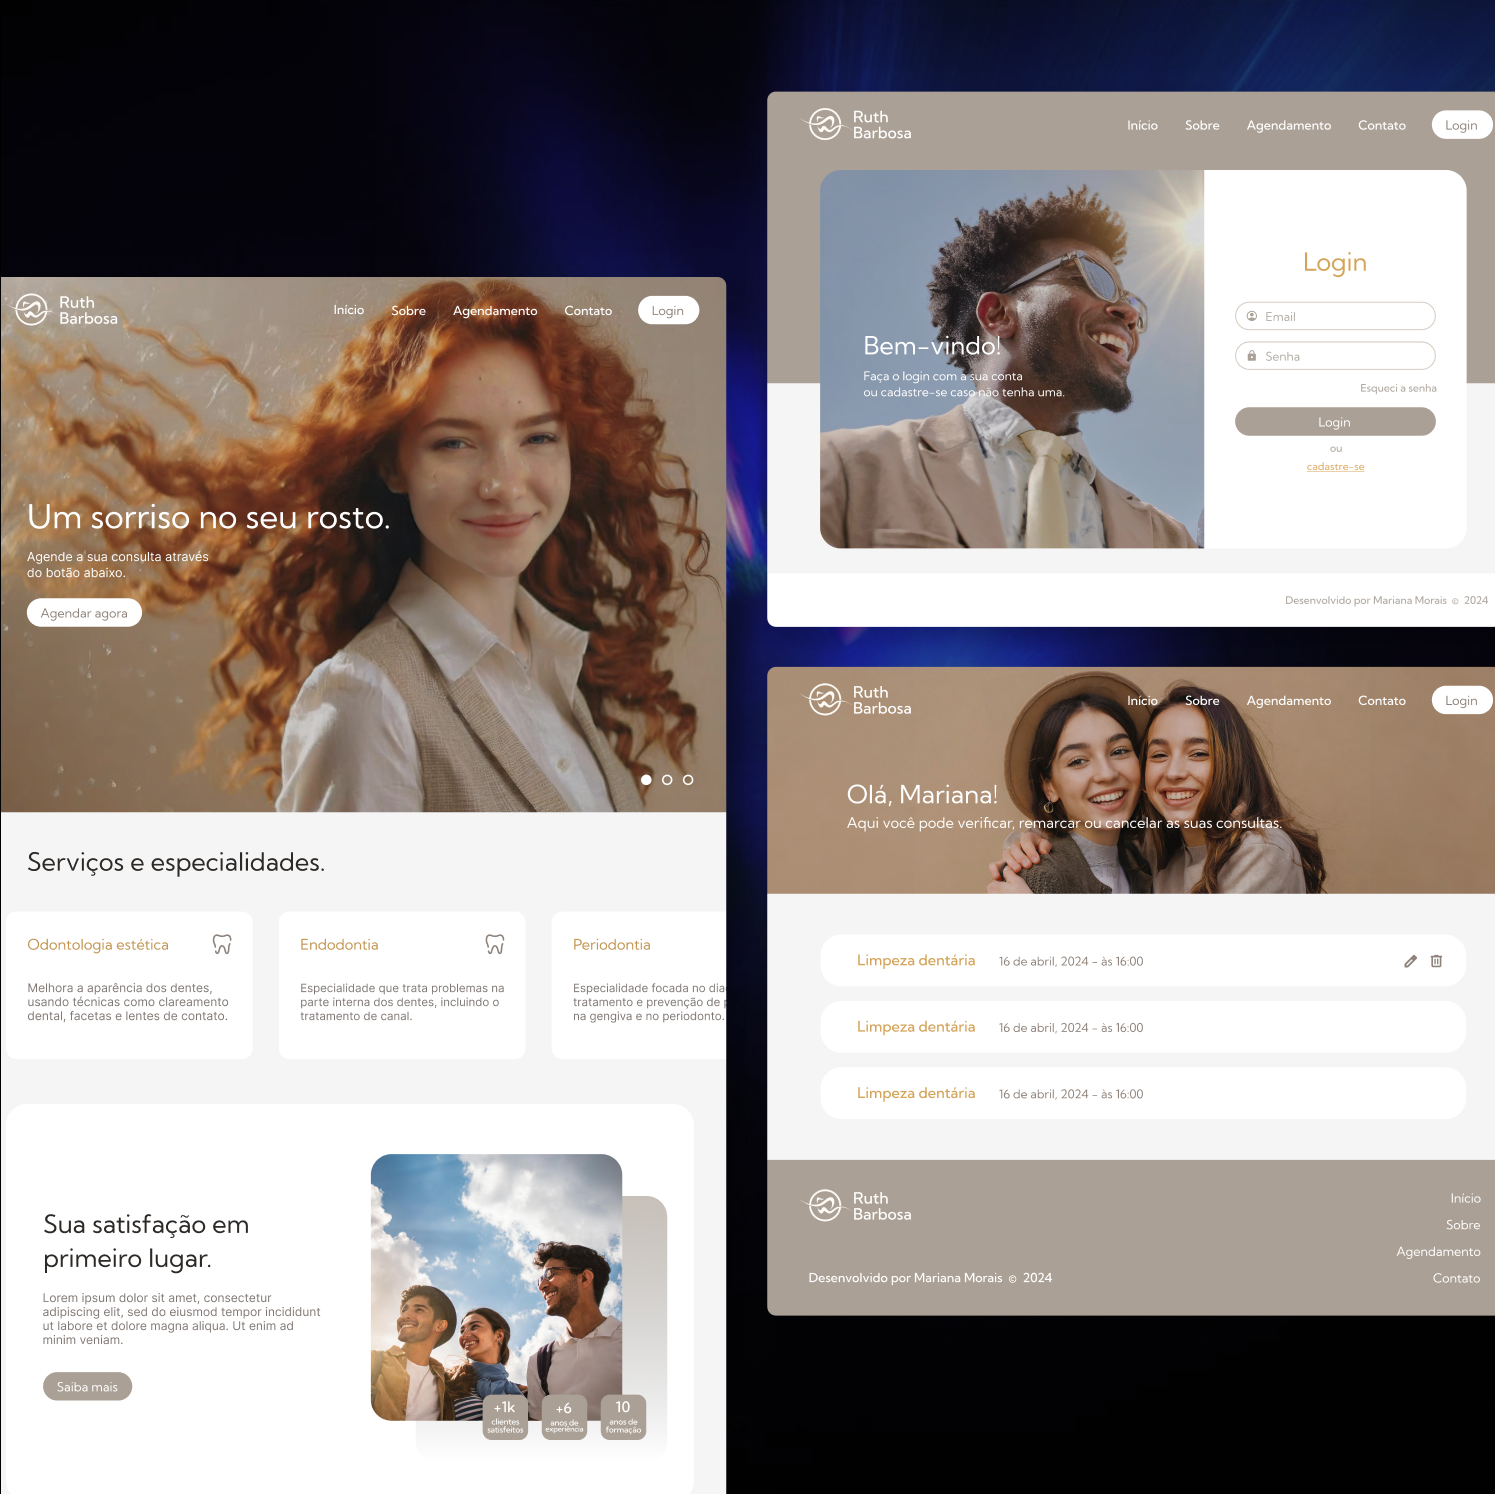 Ruth
Barbosa
Início
Sobre
Agendamento
Contato
Login
Um sorriso no seu rosto.
Agende a sua consulta através
do botão abaixo.
Agendar agora
Serviços e especialidades.
Odontologia estética
Melhora a aparência dos dentes,
usando técnicas como clareamento
dental, facetas e lentes de contato.
Endodontia
Especialidade que trata problemas na
parte interna dos dentes, incluindo o
tratamento de canal.
Periodontia
Especialidade focada no dia
tratamento e prevenção de
na gengiva e no periodonto.
Sua satisfação em
primeiro lugar.
Lorem ipsum dolor sit amet, consectetur
adipiscing elit, sed do eiusmod tempor incididunt
ut labore et dolore magna aliqua. Ut enim ad
minim veniam.
Saiba mais
+1k
clientes
satisfeitos
+6
anos de
experiência
10
anos de
formação
Ruth
Barbosa
Início
Sobre
Agendamento
Contato
Login
Bem-vindo!
Faça o login com a sua conta
ou cadastre-se caso não tenha uma.
Login
Email
Senha
Esqueci a senha
Login
ou
cadastre-se
Desenvolvido por Mariana Morais © 2024
Ruth
Barbosa
Início
Sobre
Agendamento
Contato
Login
Olá, Mariana!
Aqui você pode verificar, remarcar ou cancelar as suas consultas.
Limpeza dentária 16 de abril, 2024 - às 16:00
Limpeza dentária 16 de abril, 2024 - às 16:00
Limpeza dentária 16 de abril, 2024 - às 16:00
Ruth
Barbosa
Desenvolvido por Mariana Morais © 2024
Início
Sobre
Agendamento
Contato